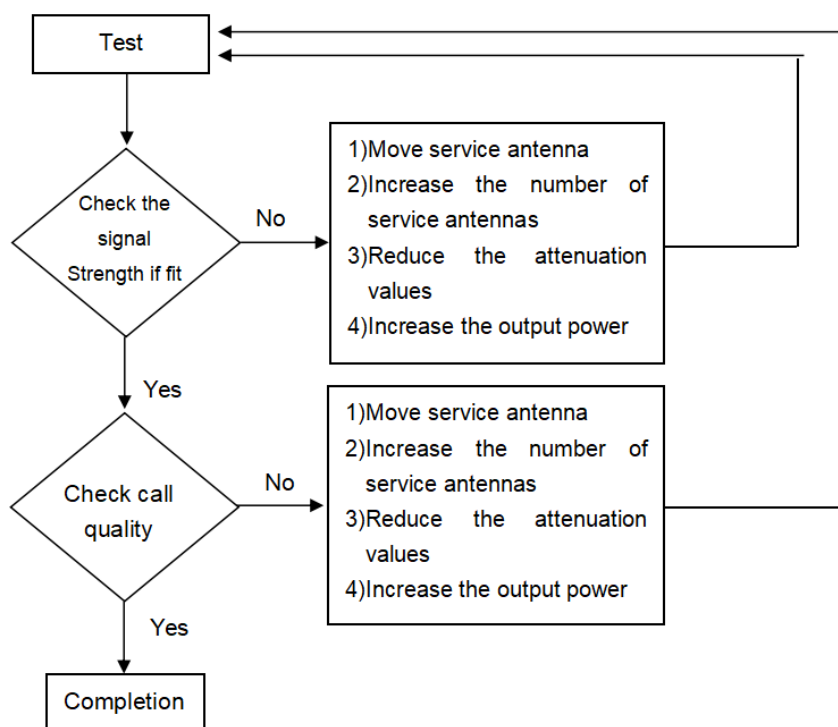 Test
Check the
signal
Strength if fit
No
1)Move service antenna
2)Increase the number of
service antennas
3)Reduce the attenuation
values
4)Increase the output power
Yes
Check call
quality
No
1)Move service antenna
2)Increase the number of
service antennas
3)Reduce the attenuation
values
4)Increase the output power
Yes
Completion